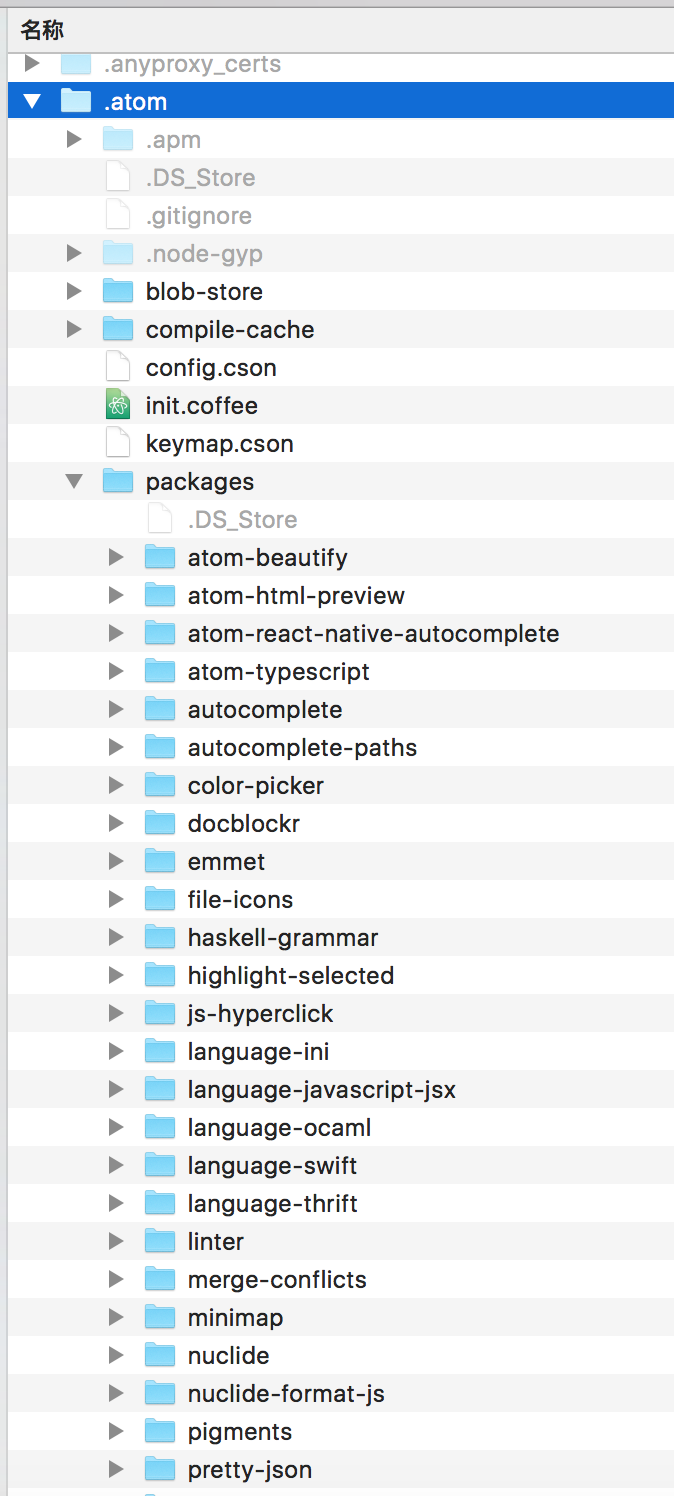 名称
.anyproxy_certs
.atom
.apm
.DS_Store
.gitignore
.node-gyp
blob-store
compile-cache
config.cson
init.coffee
keymap.cson
packages
.DS_Store
atom-beautify
atom-html-preview
atom-react-native-autocomplete
atom-typescript
autocomplete
autocomplete-paths
color-picker
docblockr
emmet
file-icons
haskell-grammar
highlight-selected
js-hyperclick
language-ini
language-javascript-jsx
language-ocaml
language-swift
language-thrift
linter
merge-conflicts
minimap
nuclide
nuclide-format-js
pigments
pretty-json